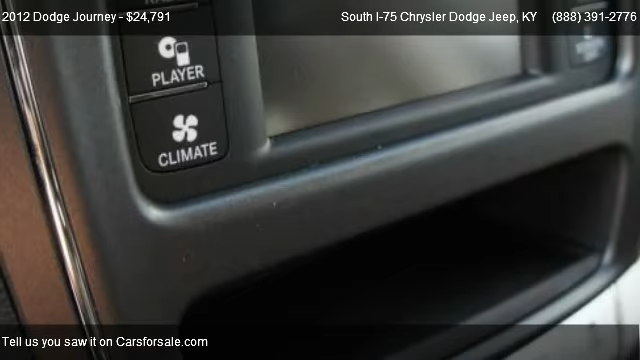 2012 Dodge Journey - $24,791
South I-75 Chrysler Dodge Jeep, KY
(888) 391-2776
PLAYER
CLIMATE
Tell us you saw it on Carsforsale.com